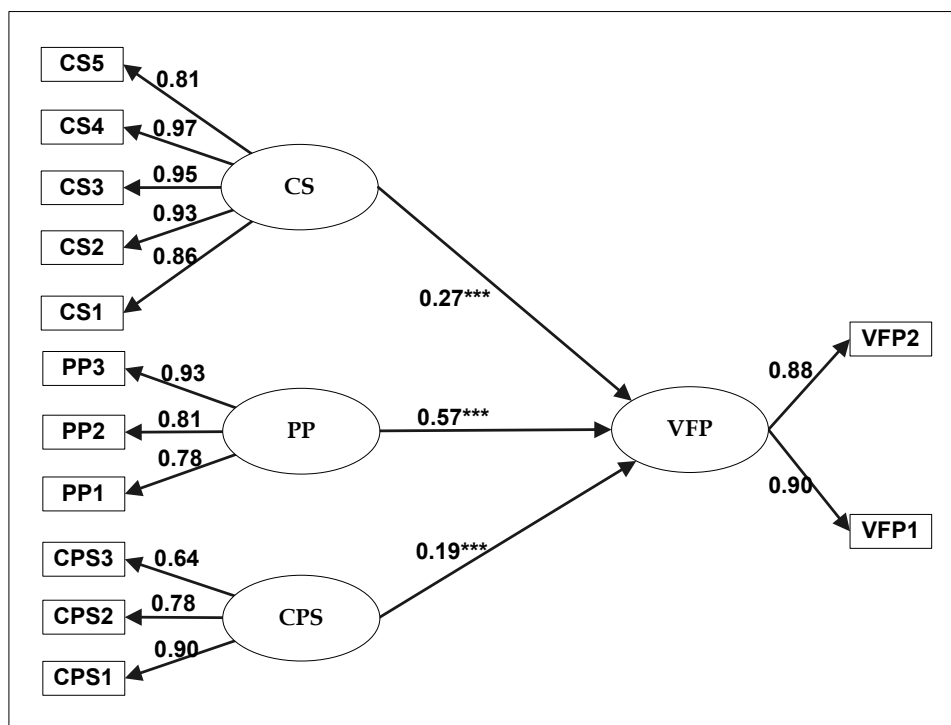 CS5
0.81
CS4
0.97
CS3
0.95
CS
CS2
0.93
CS1
0.86
0.27***
PP3
0.93
PP2
0.81
PP
0.57***
PP1
0.78
VFP
VFP2
0.88
VFP1
0.90
CPS3
0.64
0.19***
CPS2
0.78
CPS
CPS1
0.90